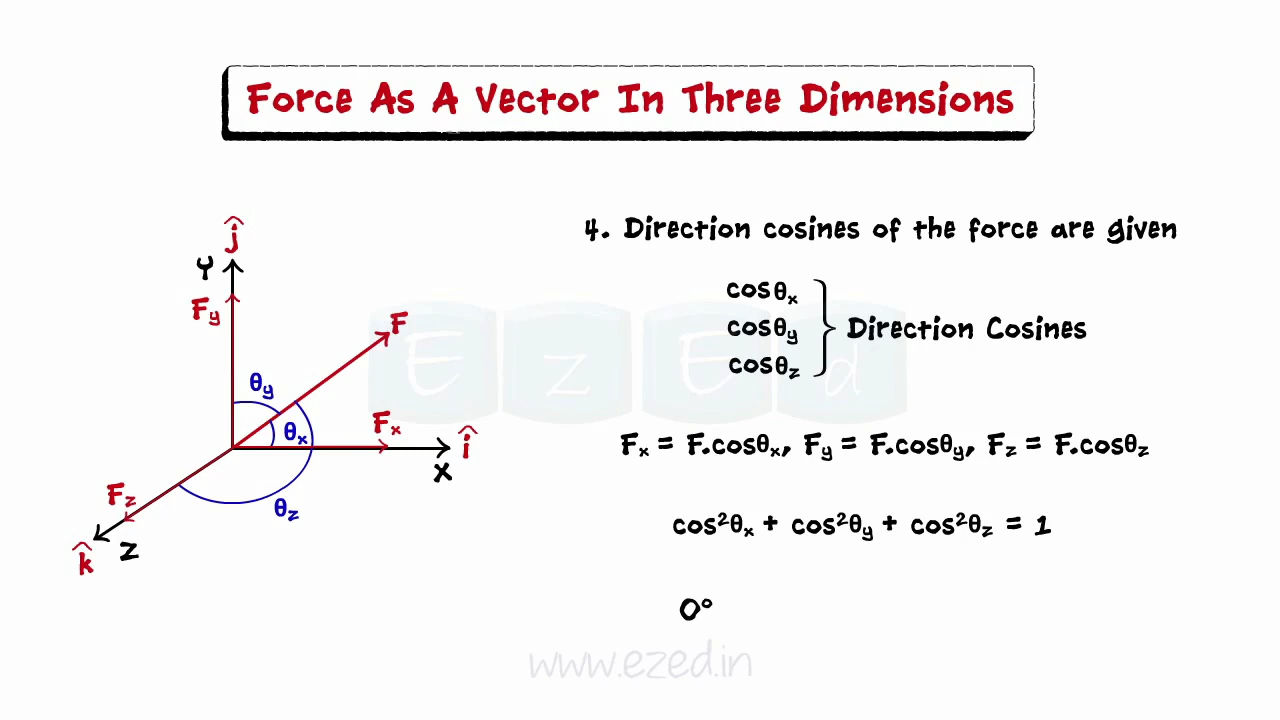 Force As A Vector In Three Dimensions
4. Direction cosines of the force are given
cosθx
cosθy
cosθz
Direction Cosines
Fx = F.cosθx, Fy = F.cosθy, Fz = F.cosθz
cos²θx + cos²θy + cos²θz = 1
0°
ĵ
Y
Fy
F
θy
θx
Fx
î
X
Fz
θz
k̂
Z
EzEd
www.ezed.in